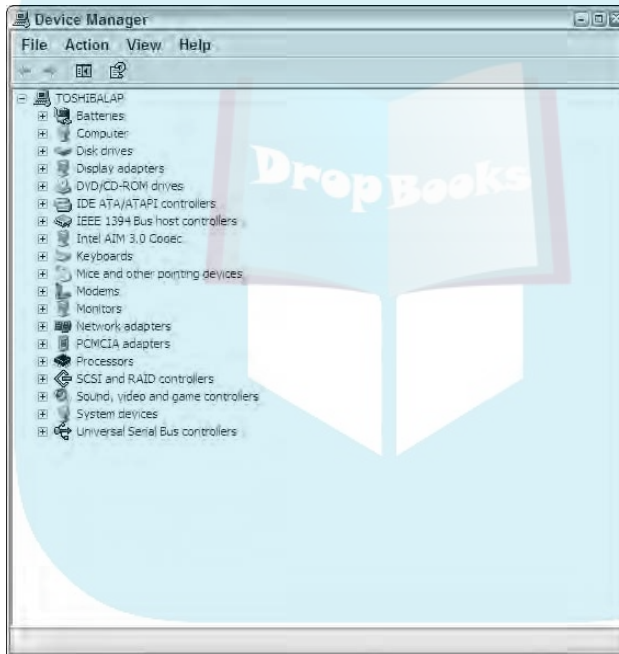 Device Manager
File Action View Help
TOSHIBALAP
Batteries
Computer
Disk drives
Display adapters
DVD/CD-ROM drives
IDE ATA/ATAPI controllers
IEEE 1394 Bus host controllers
Intel AIM 3.0 Codec
Keyboards
Mice and other pointing devices
Modems
Monitors
Network adapters
PCMCIA adapters
Processors
SCSI and RAID controllers
Sound, video and game controllers
System devices
Universal Serial Bus controllers
DropBooks